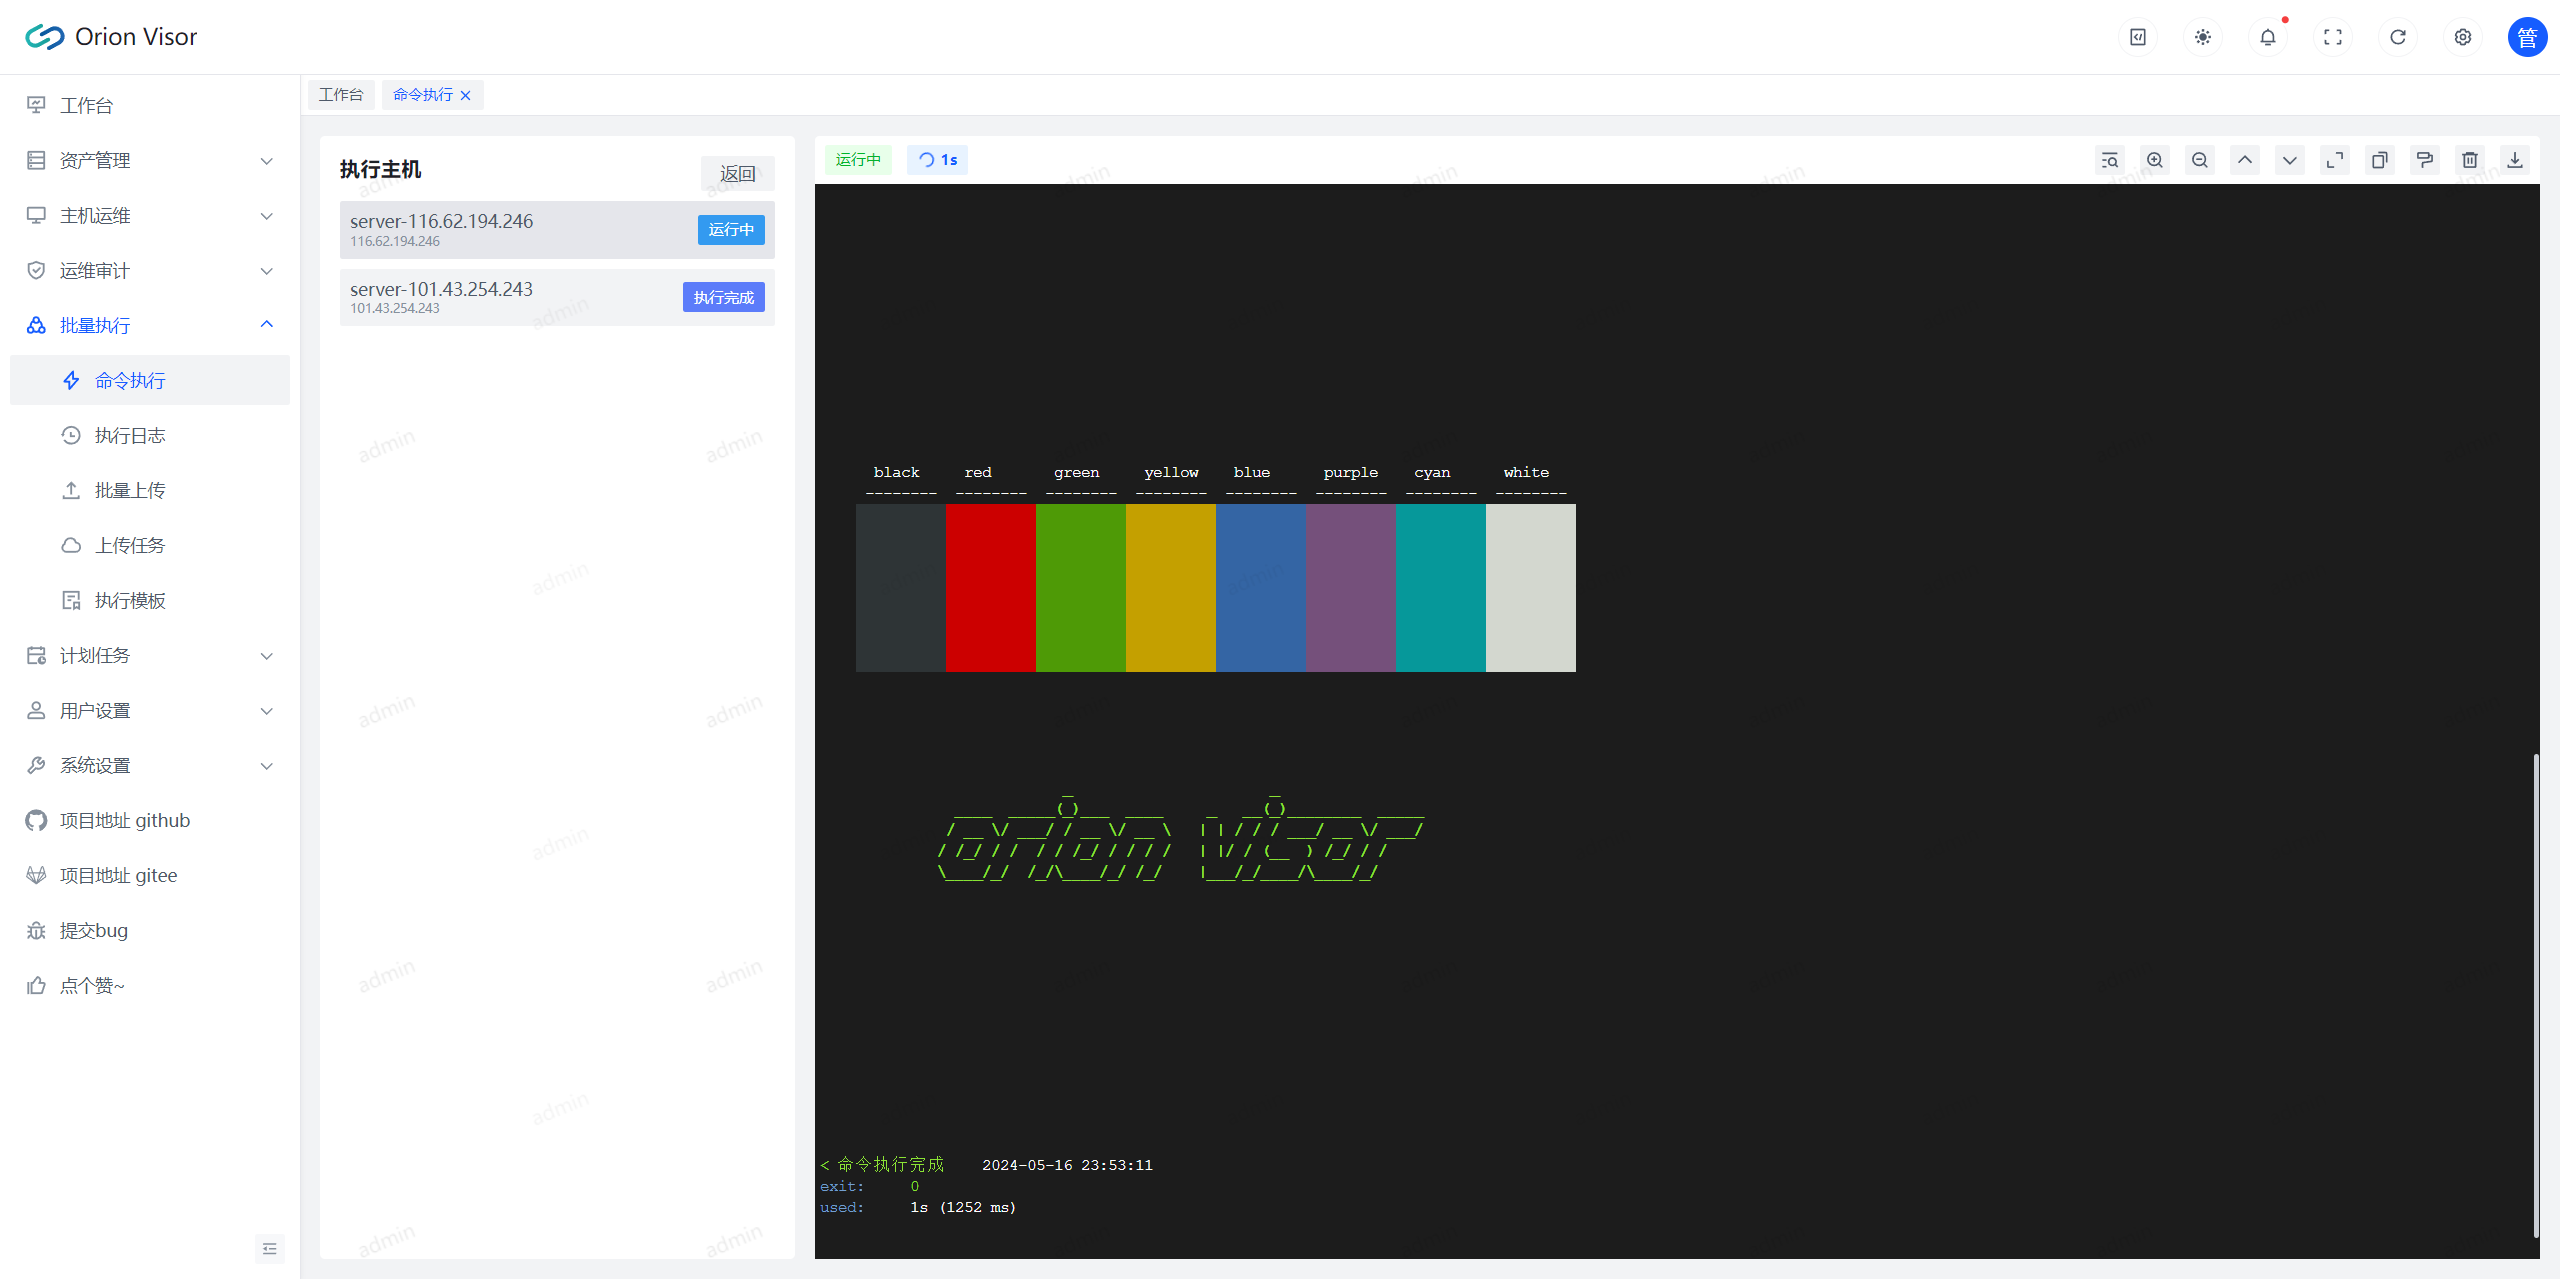 Orion Visor
管
工作台
资产管理
主机运维
运维审计
批量执行
命令执行
执行日志
批量上传
上传任务
执行模板
计划任务
用户设置
系统设置
项目地址 github
项目地址 gitee
提交bug
点个赞~
工作台
命令执行
执行主机
返回
server-116.62.194.246
116.62.194.246
运行中
server-101.43.254.243
101.43.254.243
执行完成
运行中
1s
black red green yellow blue purple cyan white
-------- -------- -------- -------- -------- -------- -------- --------
orion visor
< 命令执行完成 2024-05-16 23:53:11
exit: 0
used: 1s (1252 ms)
admin